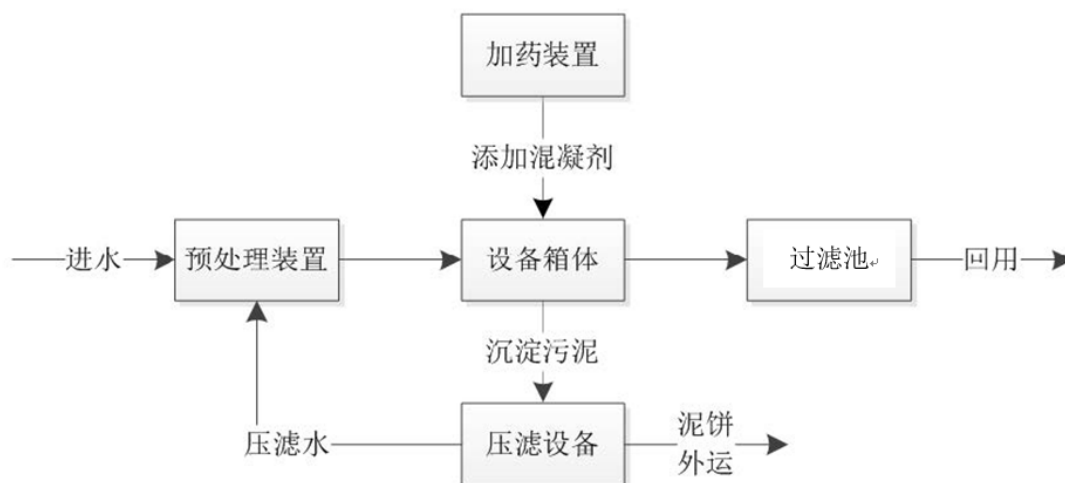 加药装置
添加混凝剂
进水
预处理装置
设备箱体
过滤池
回用
沉淀污泥
压滤水
压滤设备
泥饼
外运